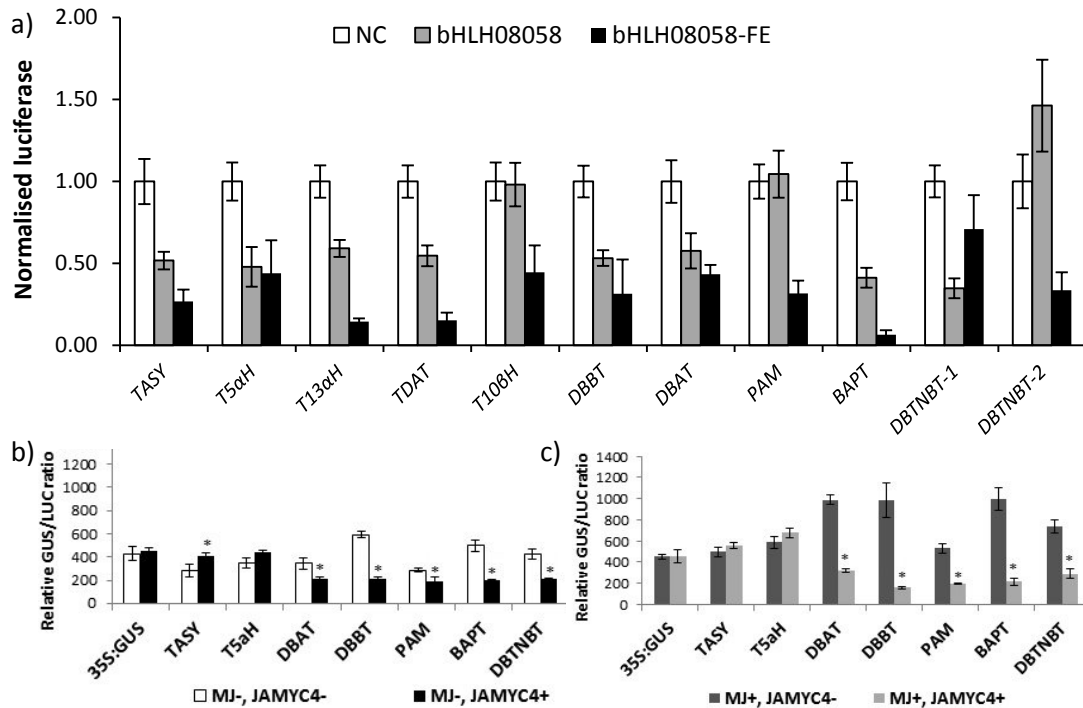 a)
Normalised luciferase
2.00
1.50
1.00
0.50
0.00
NC bHLH08058 bHLH08058-FE
TASY T5αH T13αH TDAT T106H DBBT DBAT PAM BAPT DBTNBT-1 DBTNBT-2
b)
Relative GUS/LUC ratio
1200
1000
800
600
400
200
0
* * * * * *
35S:GUS TASY T5aH DBAT DBBT PAM BAPT DBTNBT
MJ-, JAMYC4- MJ-, JAMYC4+
c)
Relative GUS/LUC ratio
1400
1200
1000
800
600
400
200
0
* * * * *
35S:GUS TASY T5aH DBAT DBBT PAM BAPT DBTNBT
MJ+, JAMYC4- MJ+, JAMYC4+